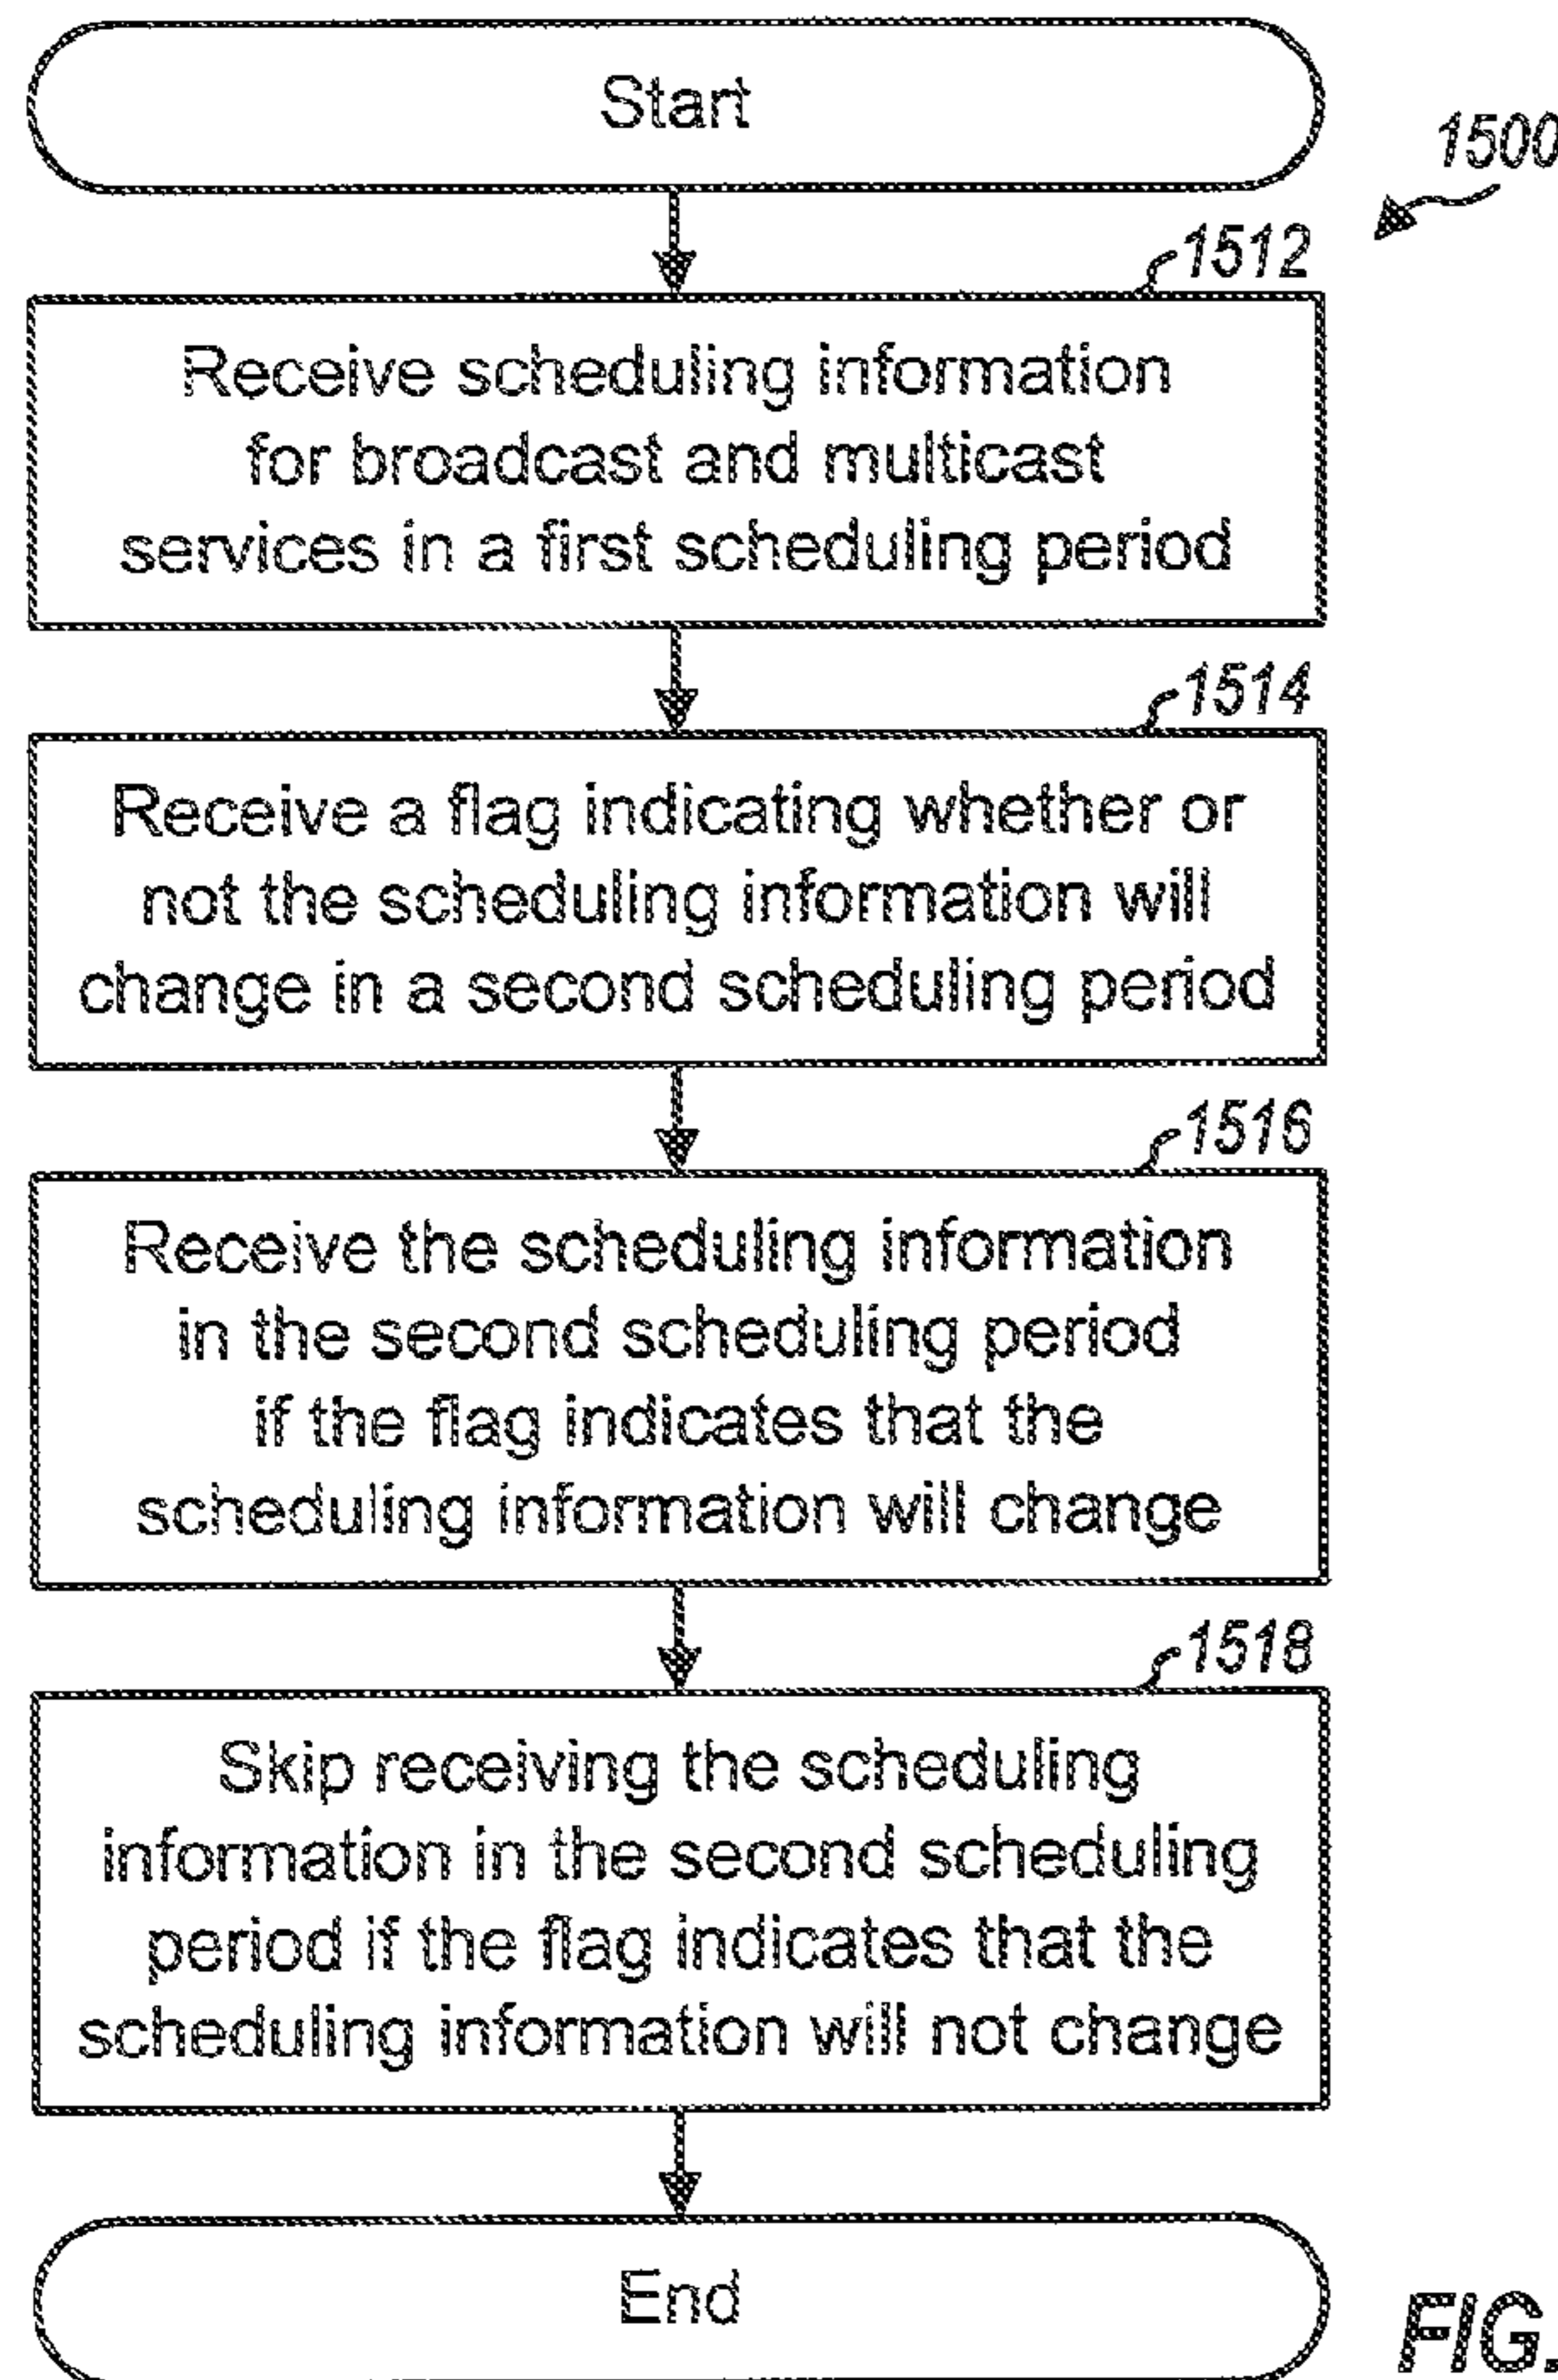 Start
1500
1512
Receive scheduling information
for broadcast and multicast
services in a first scheduling period
1514
Receive a flag indicating whether or
not the scheduling information will
change in a second scheduling period
1516
Receive the scheduling information
in the second scheduling period
if the flag indicates that the
scheduling information will change
1518
Skip receiving the scheduling
information in the second scheduling
period if the flag indicates that the
scheduling information will not change
End
FIG.